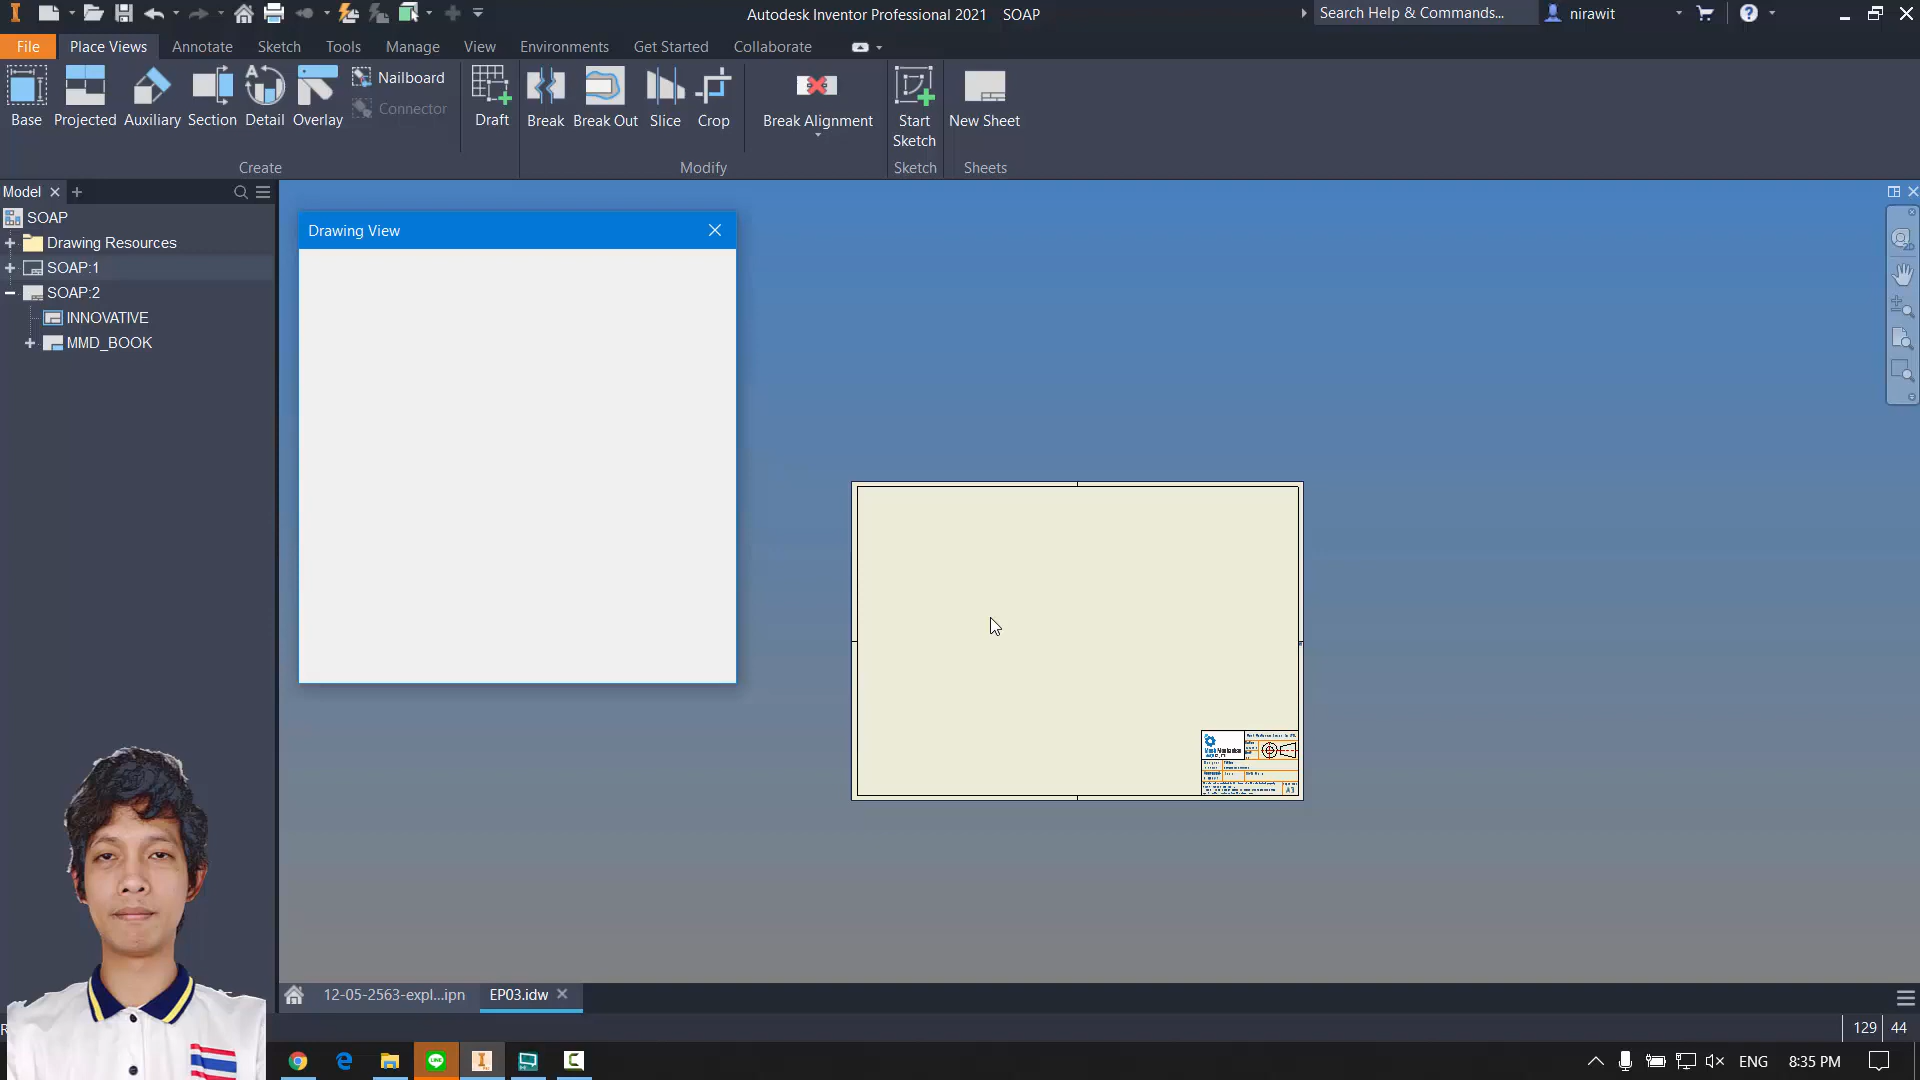 Autodesk Inventor Professional 2021 SOAP
Search Help & Commands...
nirawit
File
Place Views
Annotate
Sketch
Tools
Manage
View
Environments
Get Started
Collaborate
Base
Projected
Auxiliary
Section
Detail
Overlay
Nailboard
Connector
Draft
Break
Break Out
Slice
Crop
Break Alignment
Start
Sketch
New Sheet
Create
Modify
Sketch
Sheets
Model
SOAP
Drawing Resources
SOAP:1
SOAP:2
INNOVATIVE
MMD_BOOK
Drawing View
12-05-2563-expl...ipn
EP03.idw
129
44
ENG
8:35 PM